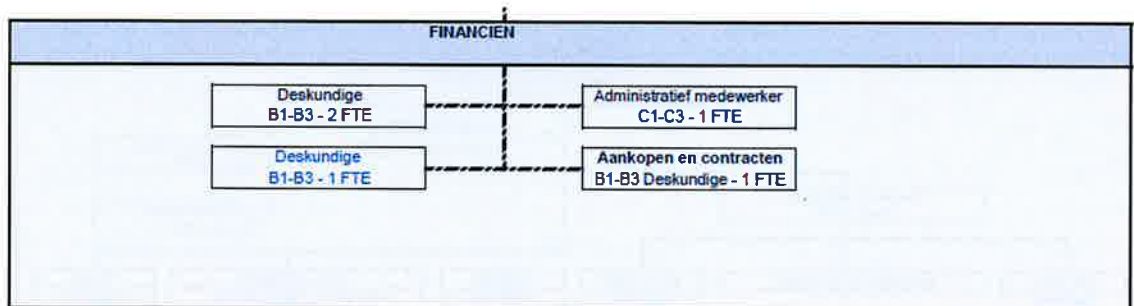 FINANCIEN
Deskundige
B1-B3 - 2 FTE
Administratief medewerker
C1-C3 - 1 FTE
Deskundige
B1-B3 - 1 FTE
Aankopen en contracten
B1-B3 Deskundige - 1 FTE